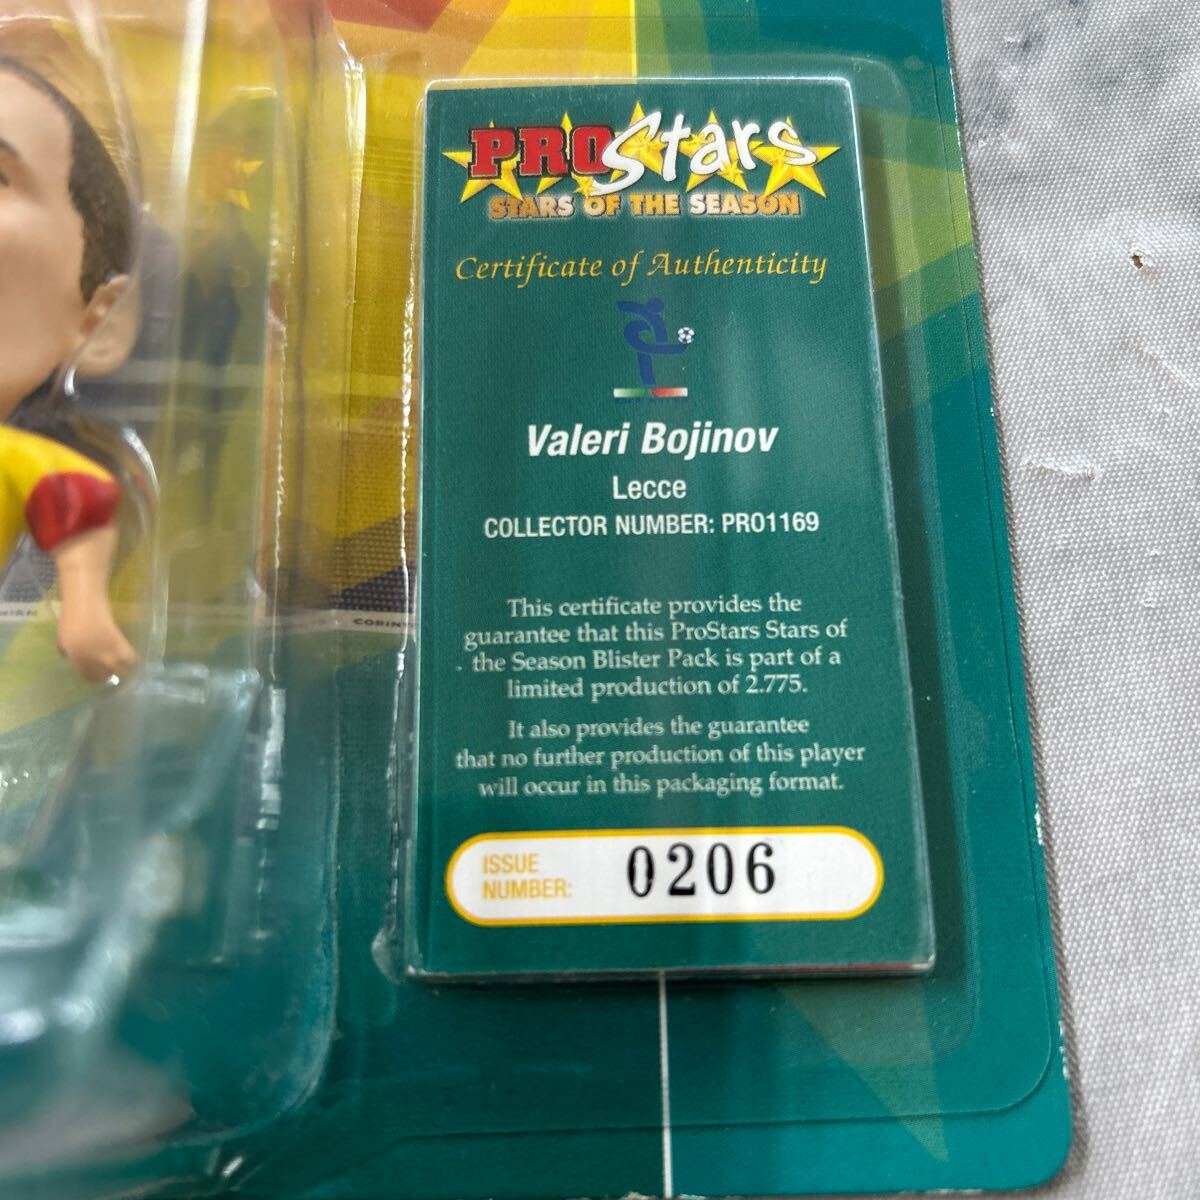 PROStars
STARS OF THE SEASON
Certificate of Authenticity
Valeri Bojinov
Lecce
COLLECTOR NUMBER: PRO1169
This certificate provides the
guarantee that this ProStars Stars of
the Season Blister Pack is part of a
limited production of 2.775.
It also provides the guarantee
that no further production of this player
will occur in this packaging format.
ISSUE
NUMBER:
0206